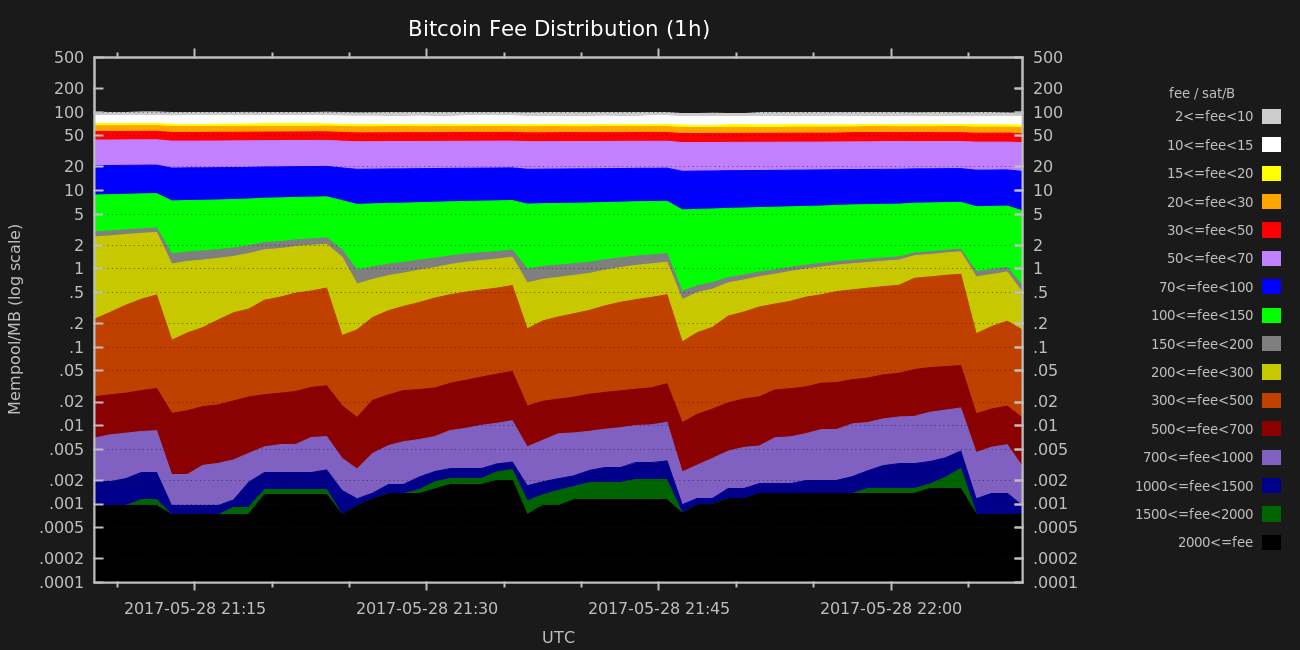 Bitcoin Fee Distribution (1h)
500
200
100
50
20
10
5
2
1
.5
.2
.1
.05
.02
.01
.005
.002
.001
.0005
.0002
.0001
Mempool/MB (log scale)
500
200
100
50
20
10
5
2
1
.5
.2
.1
.05
.02
.01
.005
.002
.001
.0005
.0002
.0001
2017-05-28 21:15
2017-05-28 21:30
2017-05-28 21:45
2017-05-28 22:00
UTC
fee / sat/B
2<=fee<10
10<=fee<15
15<=fee<20
20<=fee<30
30<=fee<50
50<=fee<70
70<=fee<100
100<=fee<150
150<=fee<200
200<=fee<300
300<=fee<500
500<=fee<700
700<=fee<1000
1000<=fee<1500
1500<=fee<2000
2000<=fee